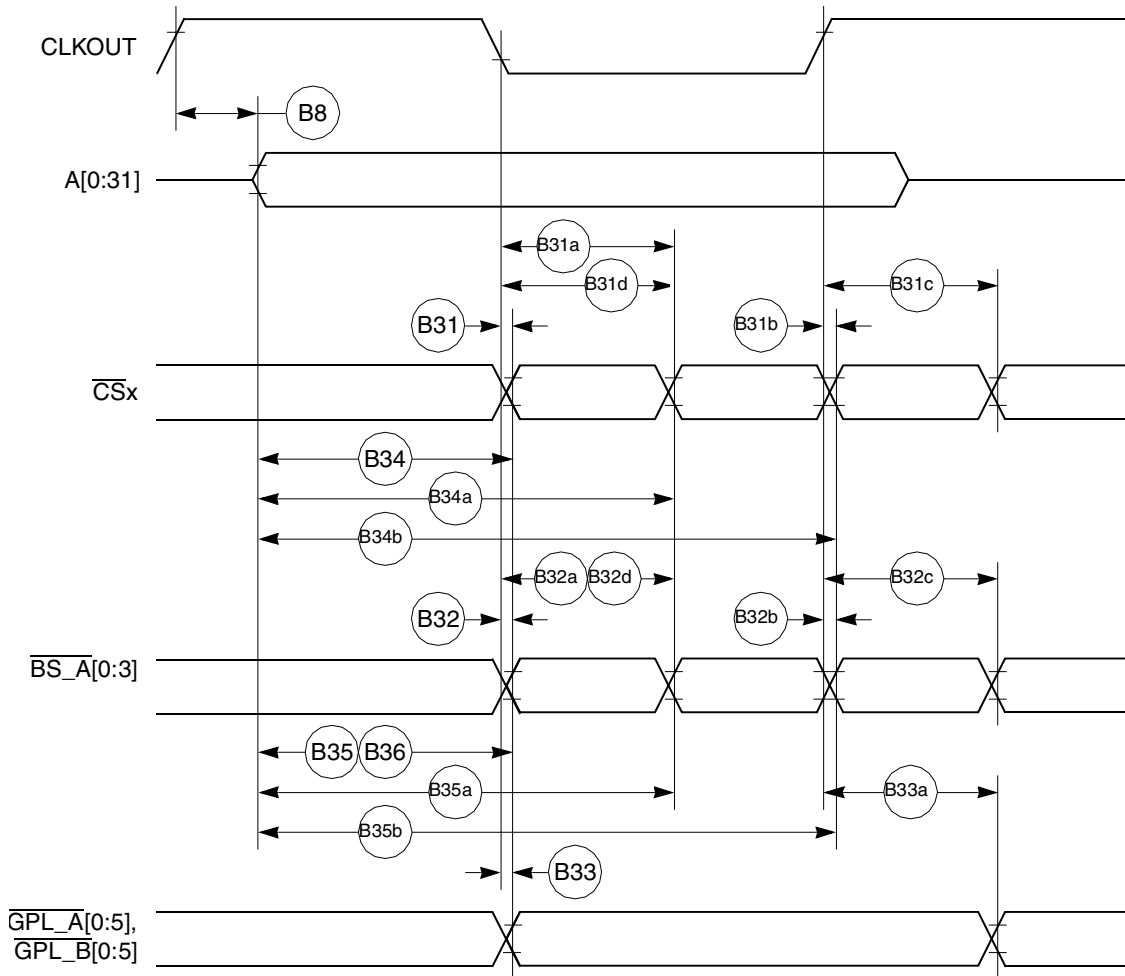 CLKOUT
B8
A[0:31]
B31a
B31d
B31c
B31
B31b
CSx
B34
B34a
B34b
B32a B32d
B32c
B32
B32b
BS_A[0:3]
B35 B36
B35a
B33a
B35b
B33
GPL_A[0:5],
GPL_B[0:5]